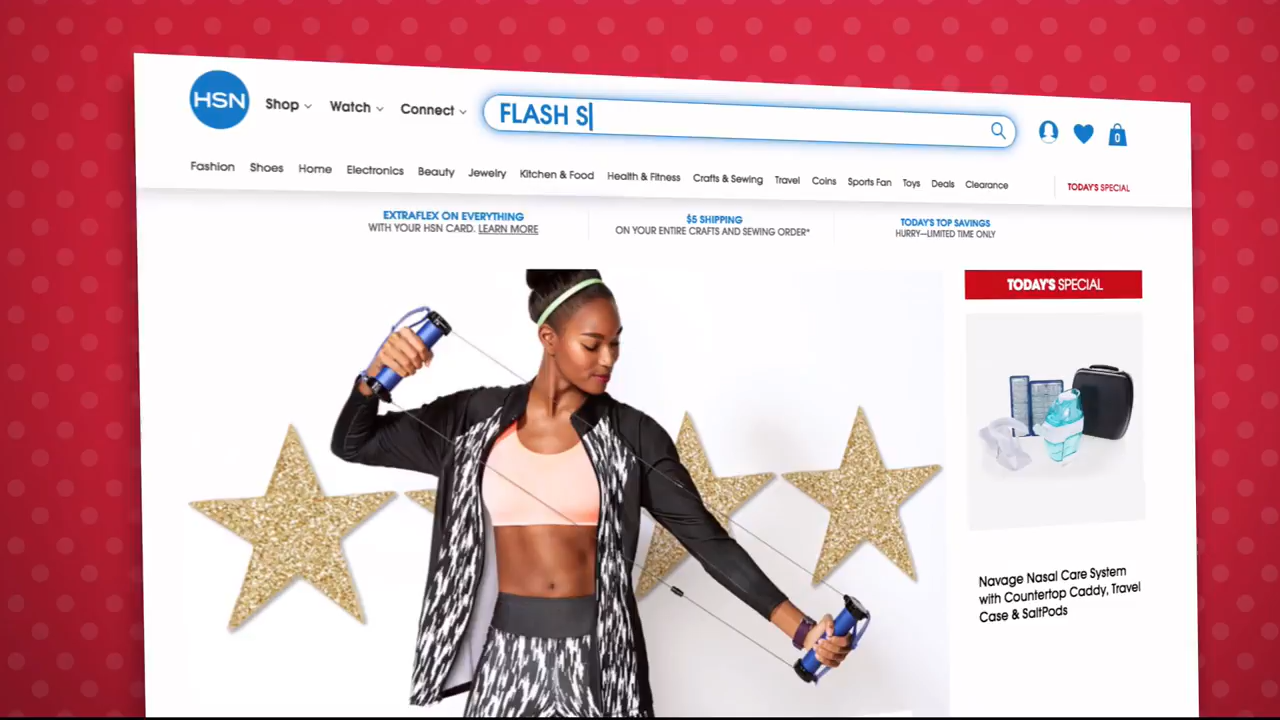 HSN
Shop
Watch
Connect
FLASH S
0
Fashion
Shoes
Home
Electronics
Beauty
Jewelry
Kitchen & Food
Health & Fitness
Crafts & Sewing
Travel
Coins
Sports Fan
Toys
Deals
Clearance
TODAY'S SPECIAL
EXTRAFLEX ON EVERYTHING
WITH YOUR HSN CARD. LEARN MORE
$5 SHIPPING
ON YOUR ENTIRE CRAFTS AND SEWING ORDER*
TODAY'S TOP SAVINGS
HURRY—LIMITED TIME ONLY
TODAY'S SPECIAL
Navage Nasal Care System
with Countertop Caddy, Travel
Case & SaltPods